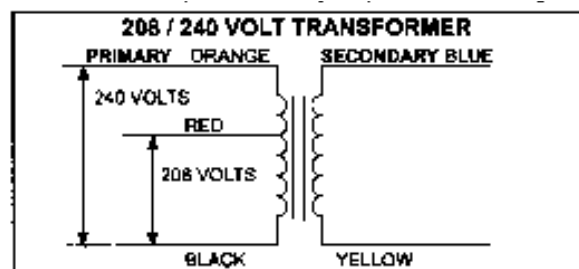 208 / 240 VOLT TRANSFORMER
PRIMARY ORANGE SECONDARY BLUE
240 VOLTS
RED
208 VOLTS
BLACK YELLOW